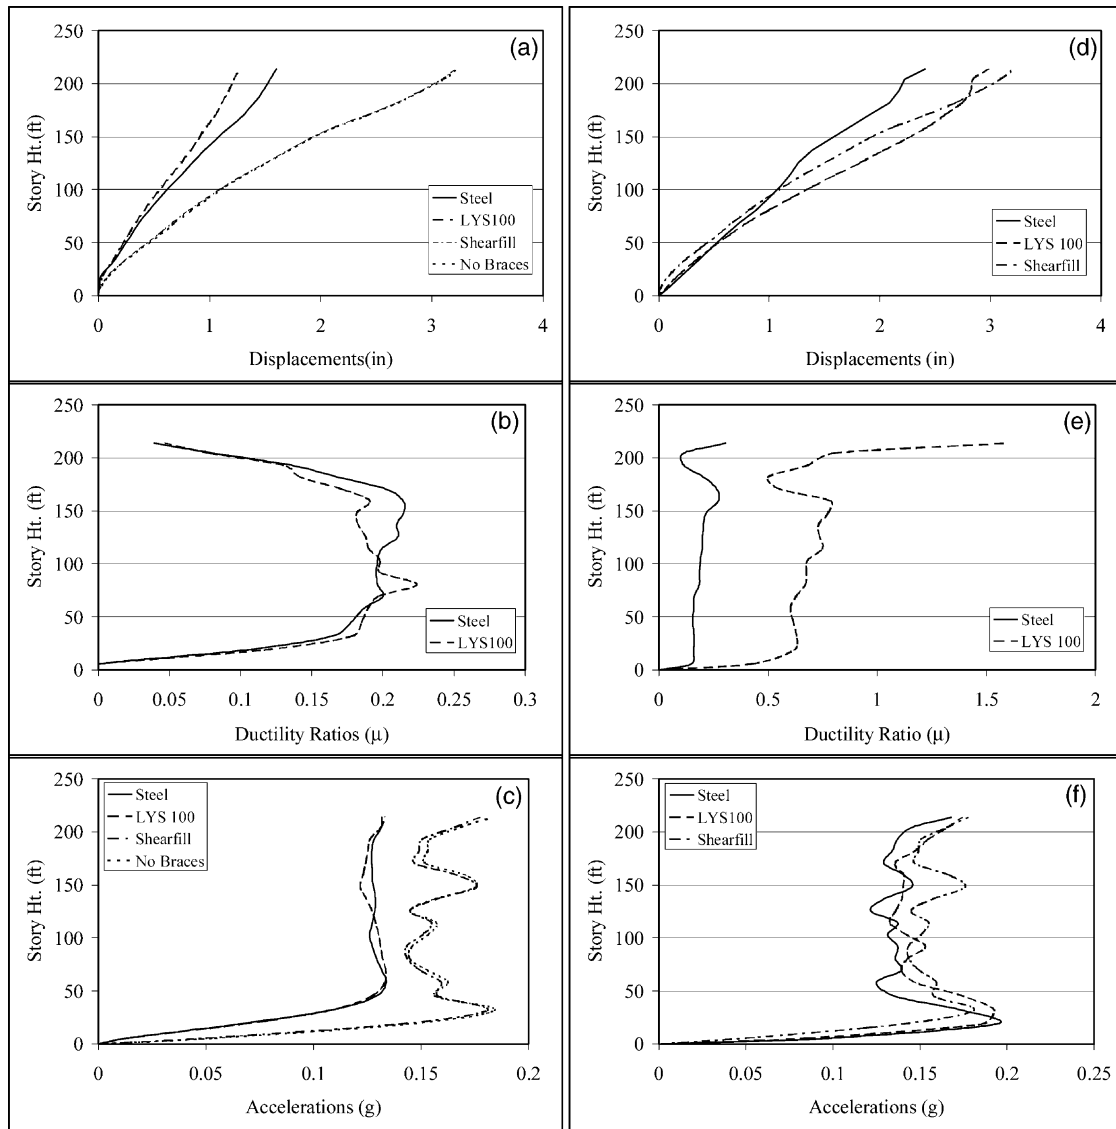 (a)
250
200
150
100
50
0
Story Ht.(ft)
Steel
LYS100
Shearfill
No Braces
0 1 2 3 4
Displacements(in)
(d)
250
200
150
100
50
0
Story Ht.(ft)
Steel
LYS 100
Shearfill
0 1 2 3 4
Displacements (in)
(b)
250
200
150
100
50
0
Story Ht. (ft)
Steel
LYS100
0 0.05 0.1 0.15 0.2 0.25 0.3
Ductility Ratios (μ)
(e)
250
200
150
100
50
0
Story Ht. (ft)
Steel
LYS 100
0 0.5 1 1.5 2
Ductility Ratio (μ)
(c)
250
200
150
100
50
0
Story Ht. (ft)
Steel
LYS 100
Shearfill
No Braces
0 0.05 0.1 0.15 0.2
Accelerations (g)
(f)
250
200
150
100
50
0
Story Ht. (ft)
Steel
LYS100
Shearfill
0 0.05 0.1 0.15 0.2 0.25
Accelerations (g)